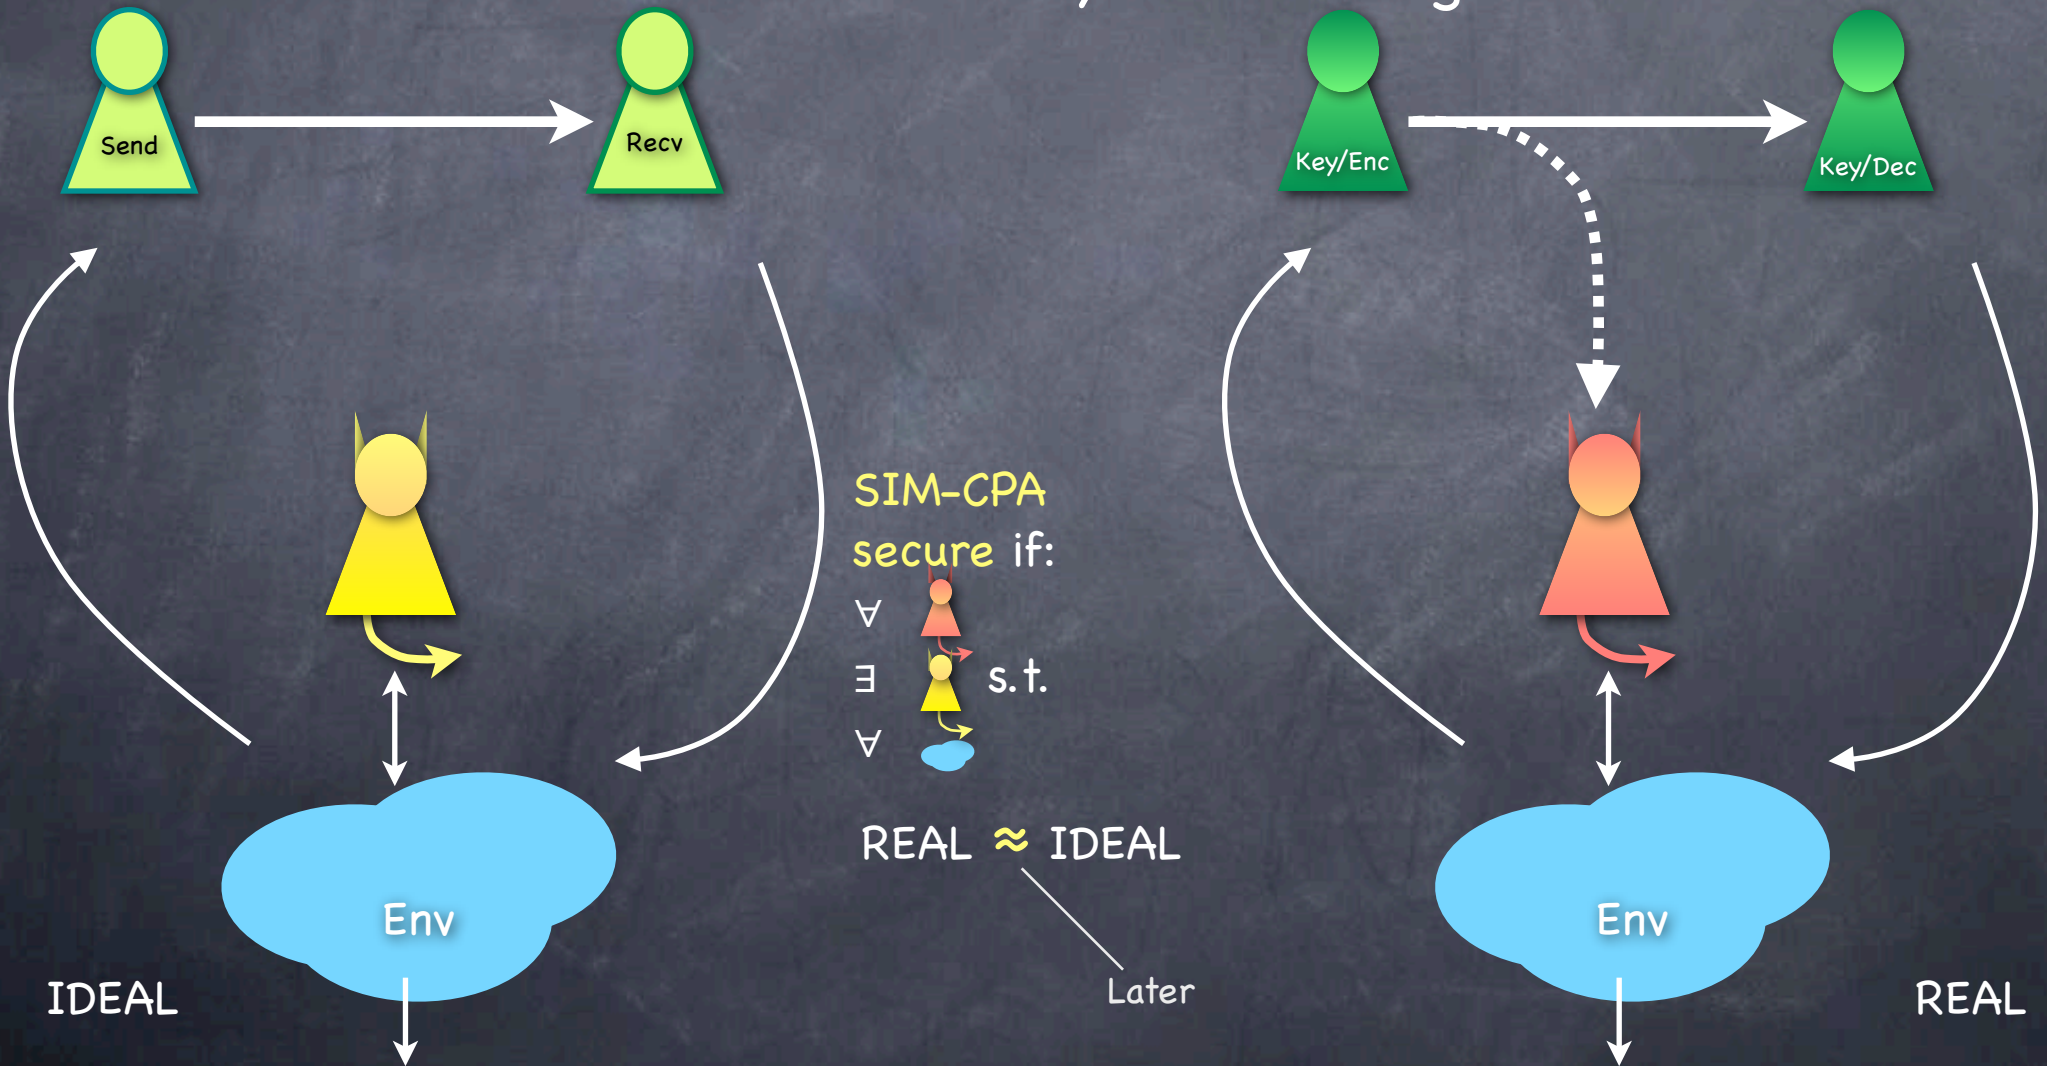 Send
Recv
Key/Enc
Key/Dec
SIM-CPA
secure if:
∀
∃ s.t.
∀
REAL ≈ IDEAL
Later
Env
Env
IDEAL
REAL